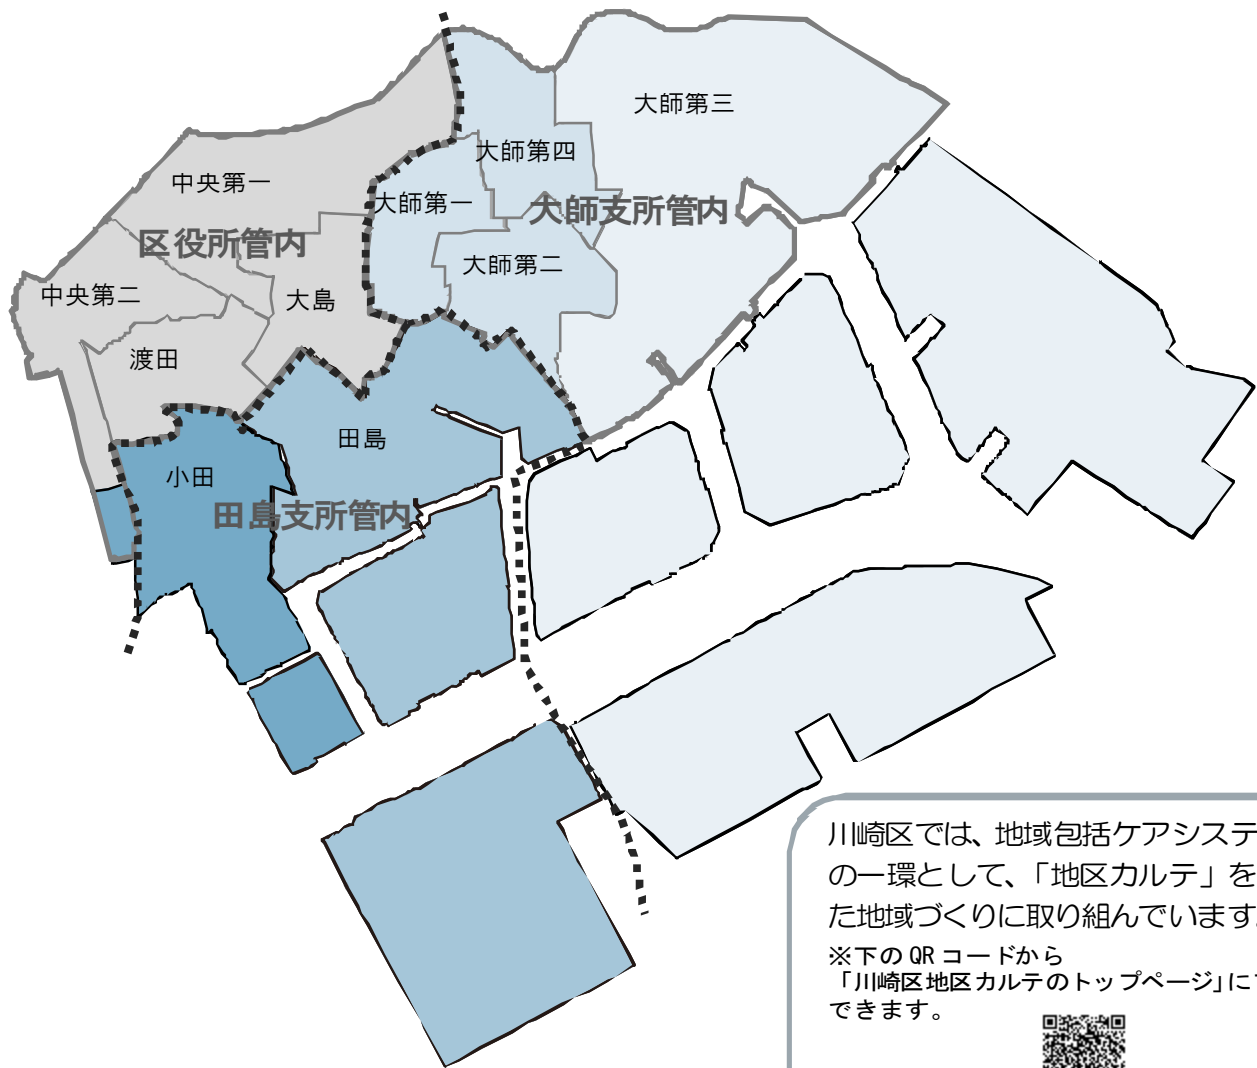 大師第三
大師第四
中央第一
大師第一
大師支所管内
区役所管内
大師第二
中央第二
大島
渡田
田島
小田
田島支所管内
川崎区では、地域包括ケアシステ
の一環として、「地区カルテ」を
た地域づくりに取り組んでいます
※下のQRコードから
「川崎区地区カルテのトップページ」に
できます。